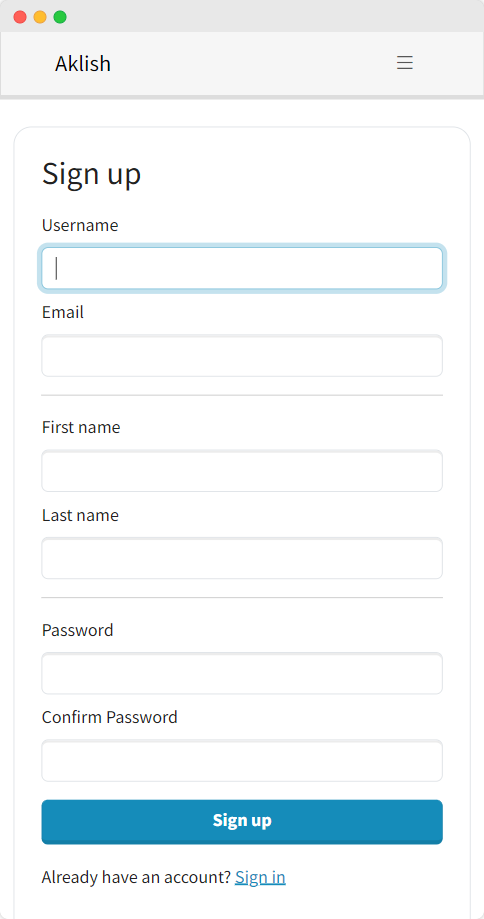 Aklish
Sign up
Username
Email
First name
Last name
Password
Confirm Password
Sign up
Already have an account? Sign in